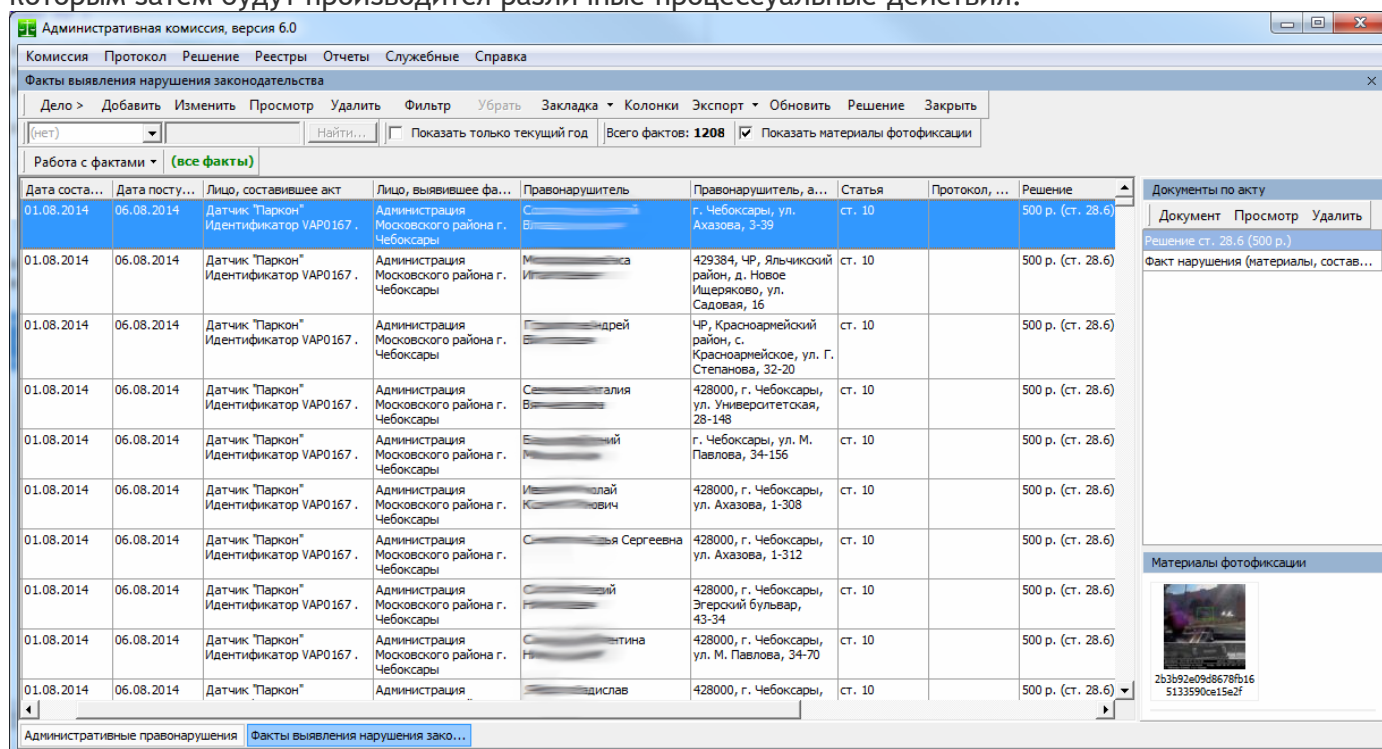 которым затем будут производится различные процессуальные действия.
Административная комиссия, версия 6.0
Комиссия Протокол Решение Реестры Отчеты Служебные Справка
Факты выявления нарушения законодательства
Дело > Добавить Изменить Просмотр Удалить Фильтр Убрать Закладка Колонки Экспорт Обновить Решение Закрыть
(нет) Найти... Показать только текущий год Всего фактов: 1208 Показать материалы фотофиксации
Работа с фактами (все факты)
Дата соста... Дата посту... Лицо, составившее акт Лицо, выявившее фа... Правонарушитель Правонарушитель, а... Статья Протокол, ... Решение
01.08.2014 06.08.2014 Датчик "Паркон" Администрация г. Чебоксары, ул. ст. 10 500 р. (ст. 28.6)
Идентификатор VAP0167 . Московского района г. Ахазова, 3-39
Чебоксары
01.08.2014 06.08.2014 Датчик "Паркон" Администрация 429384, ЧР, Яльчикский ст. 10 500 р. (ст. 28.6)
Идентификатор VAP0167 . Московского района г. район, д. Новое
Чебоксары Ищеряково, ул.
Садовая, 16
01.08.2014 06.08.2014 Датчик "Паркон" Администрация ЧР, Красноармейский ст. 10 500 р. (ст. 28.6)
Идентификатор VAP0167 . Московского района г. район, с.
Чебоксары Красноармейское, ул. Г.
Степанова, 32-20
01.08.2014 06.08.2014 Датчик "Паркон" Администрация 428000, г. Чебоксары, ст. 10 500 р. (ст. 28.6)
Идентификатор VAP0167 . Московского района г. ул. Университетская,
Чебоксары 28-148
01.08.2014 06.08.2014 Датчик "Паркон" Администрация г. Чебоксары, ул. М. ст. 10 500 р. (ст. 28.6)
Идентификатор VAP0167 . Московского района г. Павлова, 34-156
Чебоксары
01.08.2014 06.08.2014 Датчик "Паркон" Администрация 428000, г. Чебоксары, ст. 10 500 р. (ст. 28.6)
Идентификатор VAP0167 . Московского района г. ул. Ахазова, 1-308
Чебоксары
01.08.2014 06.08.2014 Датчик "Паркон" Администрация Сергеевна 428000, г. Чебоксары, ст. 10 500 р. (ст. 28.6)
Идентификатор VAP0167 . Московского района г. ул. Ахазова, 1-312
Чебоксары
01.08.2014 06.08.2014 Датчик "Паркон" Администрация 428000, г. Чебоксары, ст. 10 500 р. (ст. 28.6)
Идентификатор VAP0167 . Московского района г. Эгерский бульвар,
Чебоксары 43-34
01.08.2014 06.08.2014 Датчик "Паркон" Администрация 428000, г. Чебоксары, ст. 10 500 р. (ст. 28.6)
Идентификатор VAP0167 . Московского района г. ул. М. Павлова, 34-70
Чебоксары
01.08.2014 06.08.2014 Датчик "Паркон" Администрация 428000, г. Чебоксары, ст. 10 500 р. (ст. 28.6)
Документы по акту
Документ Просмотр Удалить
Решение ст. 28.6 (500 р.)
Факт нарушения (материалы, состав...
Материалы фотофиксации
2b3b92e09d8678fb16
5133590ce15e2f
Административные правонарушения Факты выявления нарушения зако...